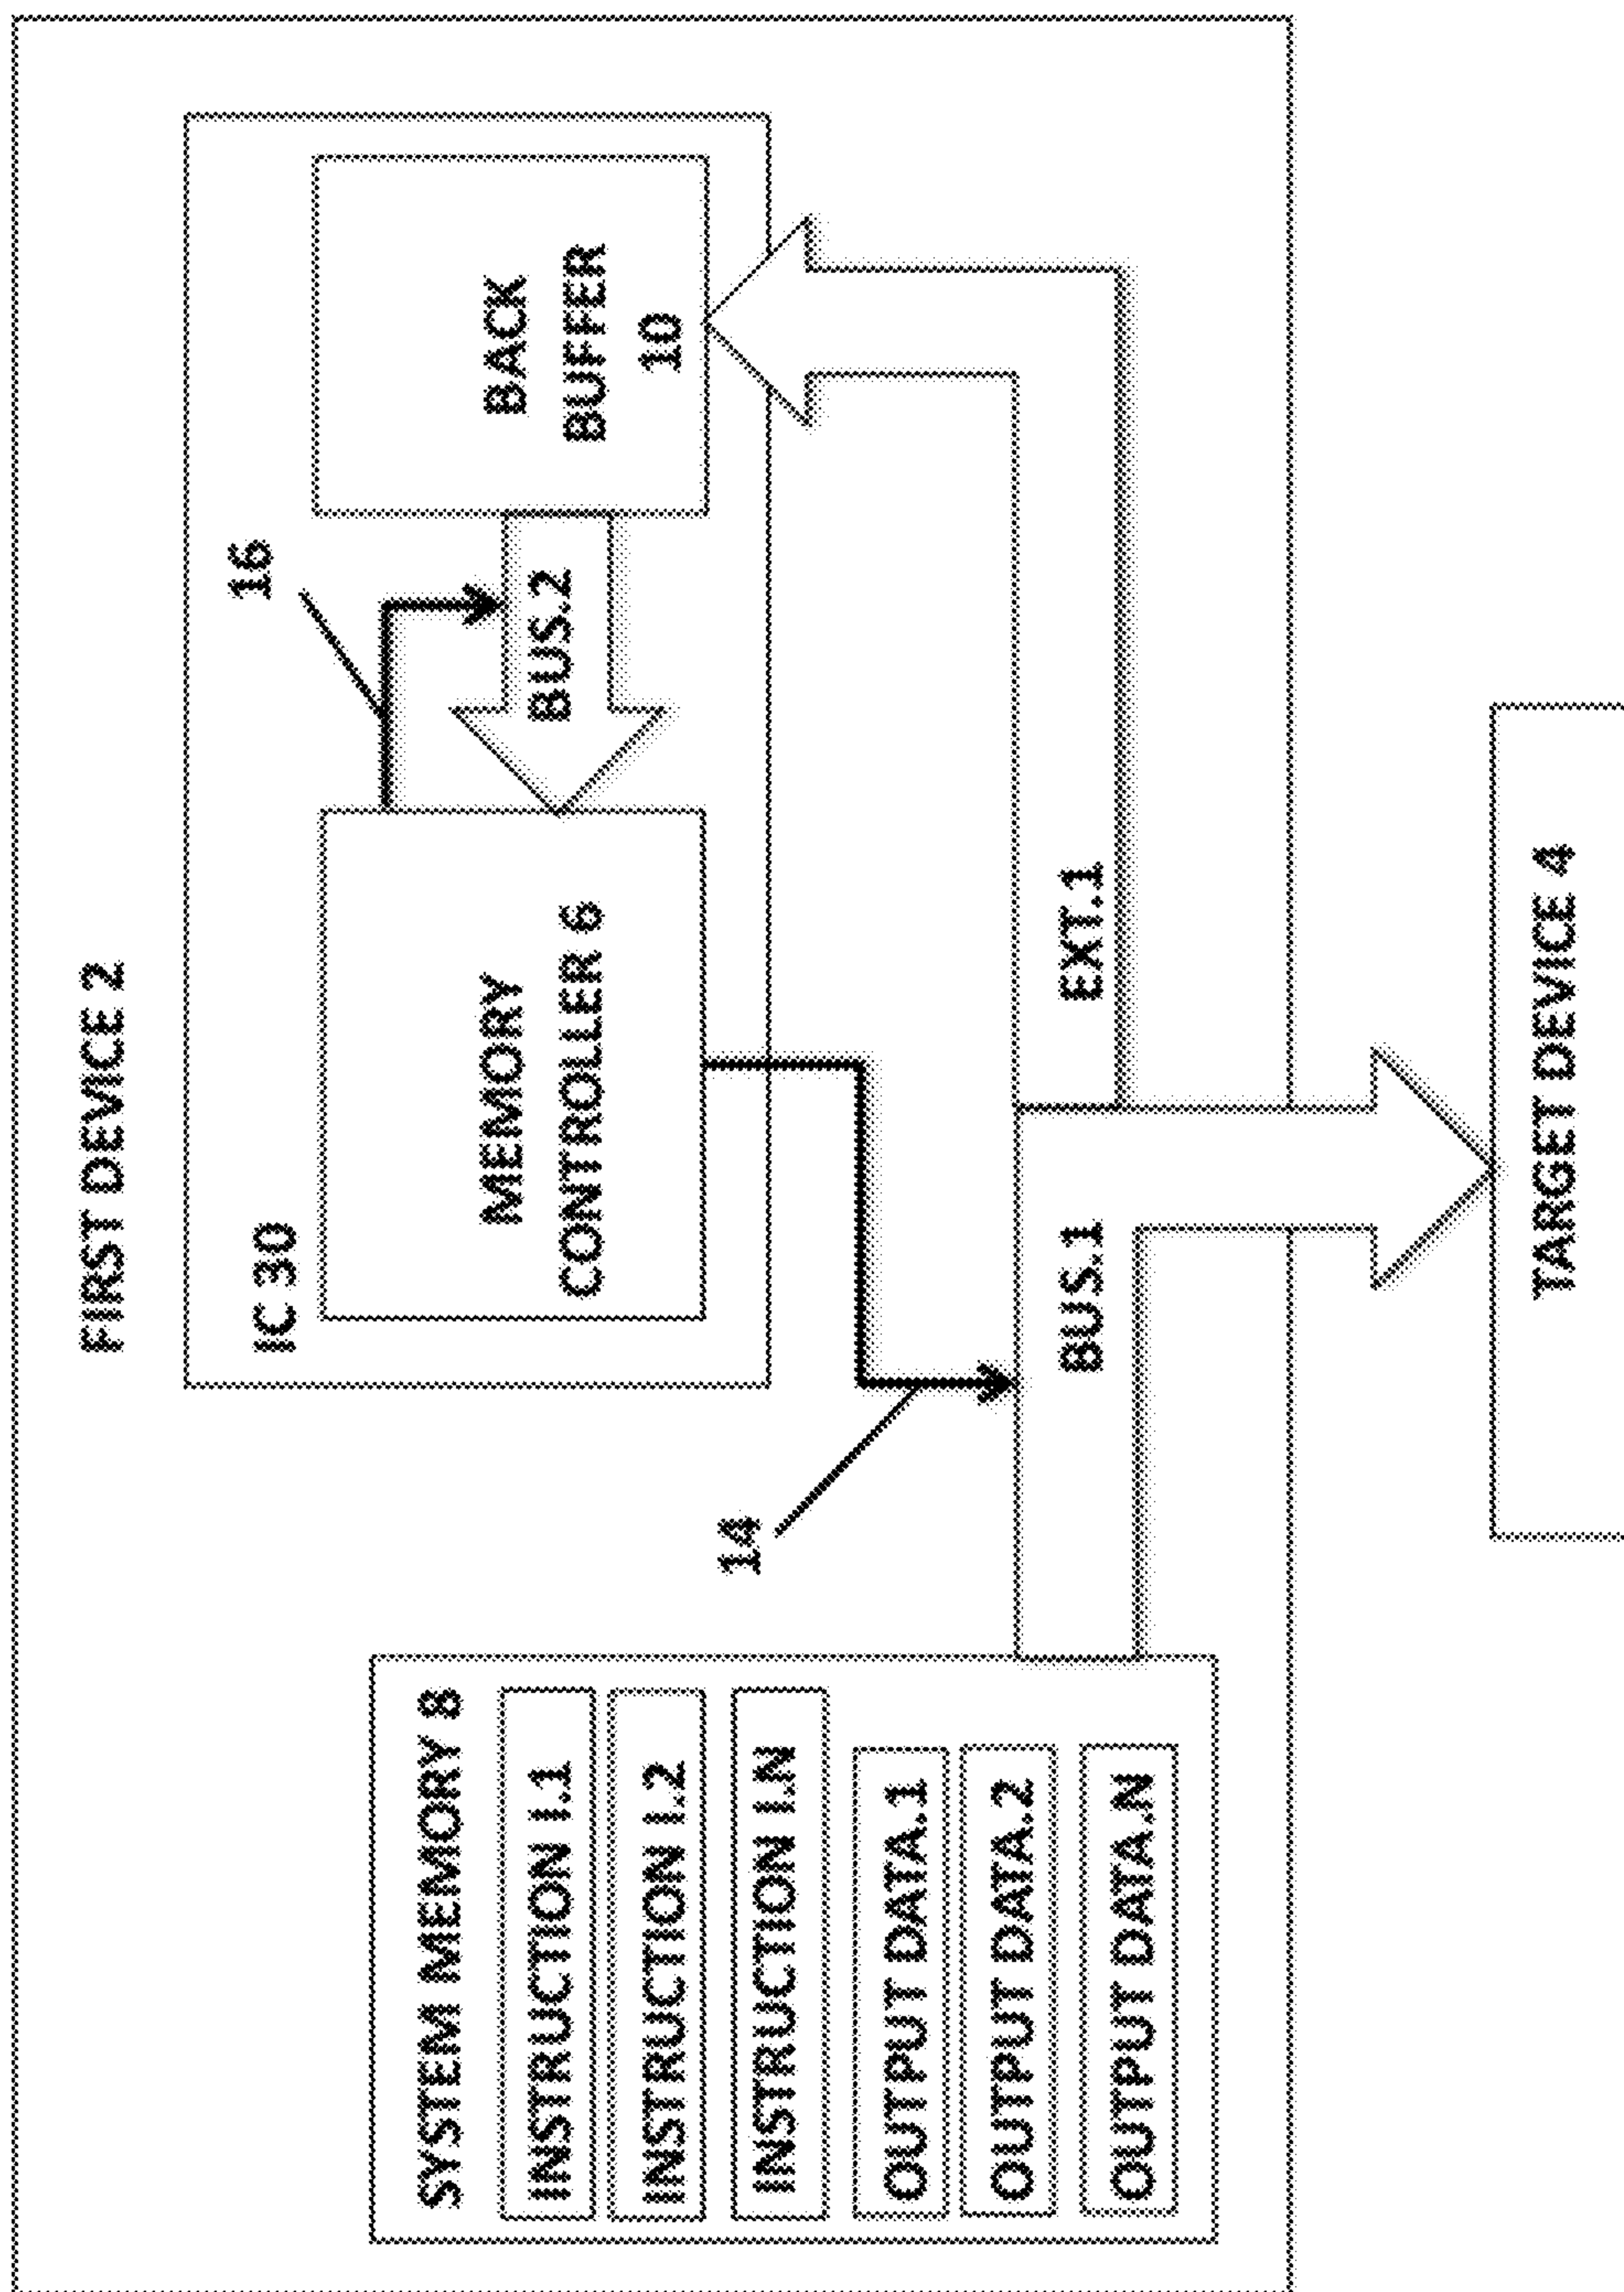 FIRST DEVICE 2
SYSTEM MEMORY 8
INSTRUCTION I.1
INSTRUCTION I.2
INSTRUCTION I.N
OUTPUT DATA.1
OUTPUT DATA.2
OUTPUT DATA.N
IC 30
MEMORY
CONTROLLER 6
16
BUS.2
BACK
BUFFER
10
14
BUS.1
EXT.1
TARGET DEVICE 4